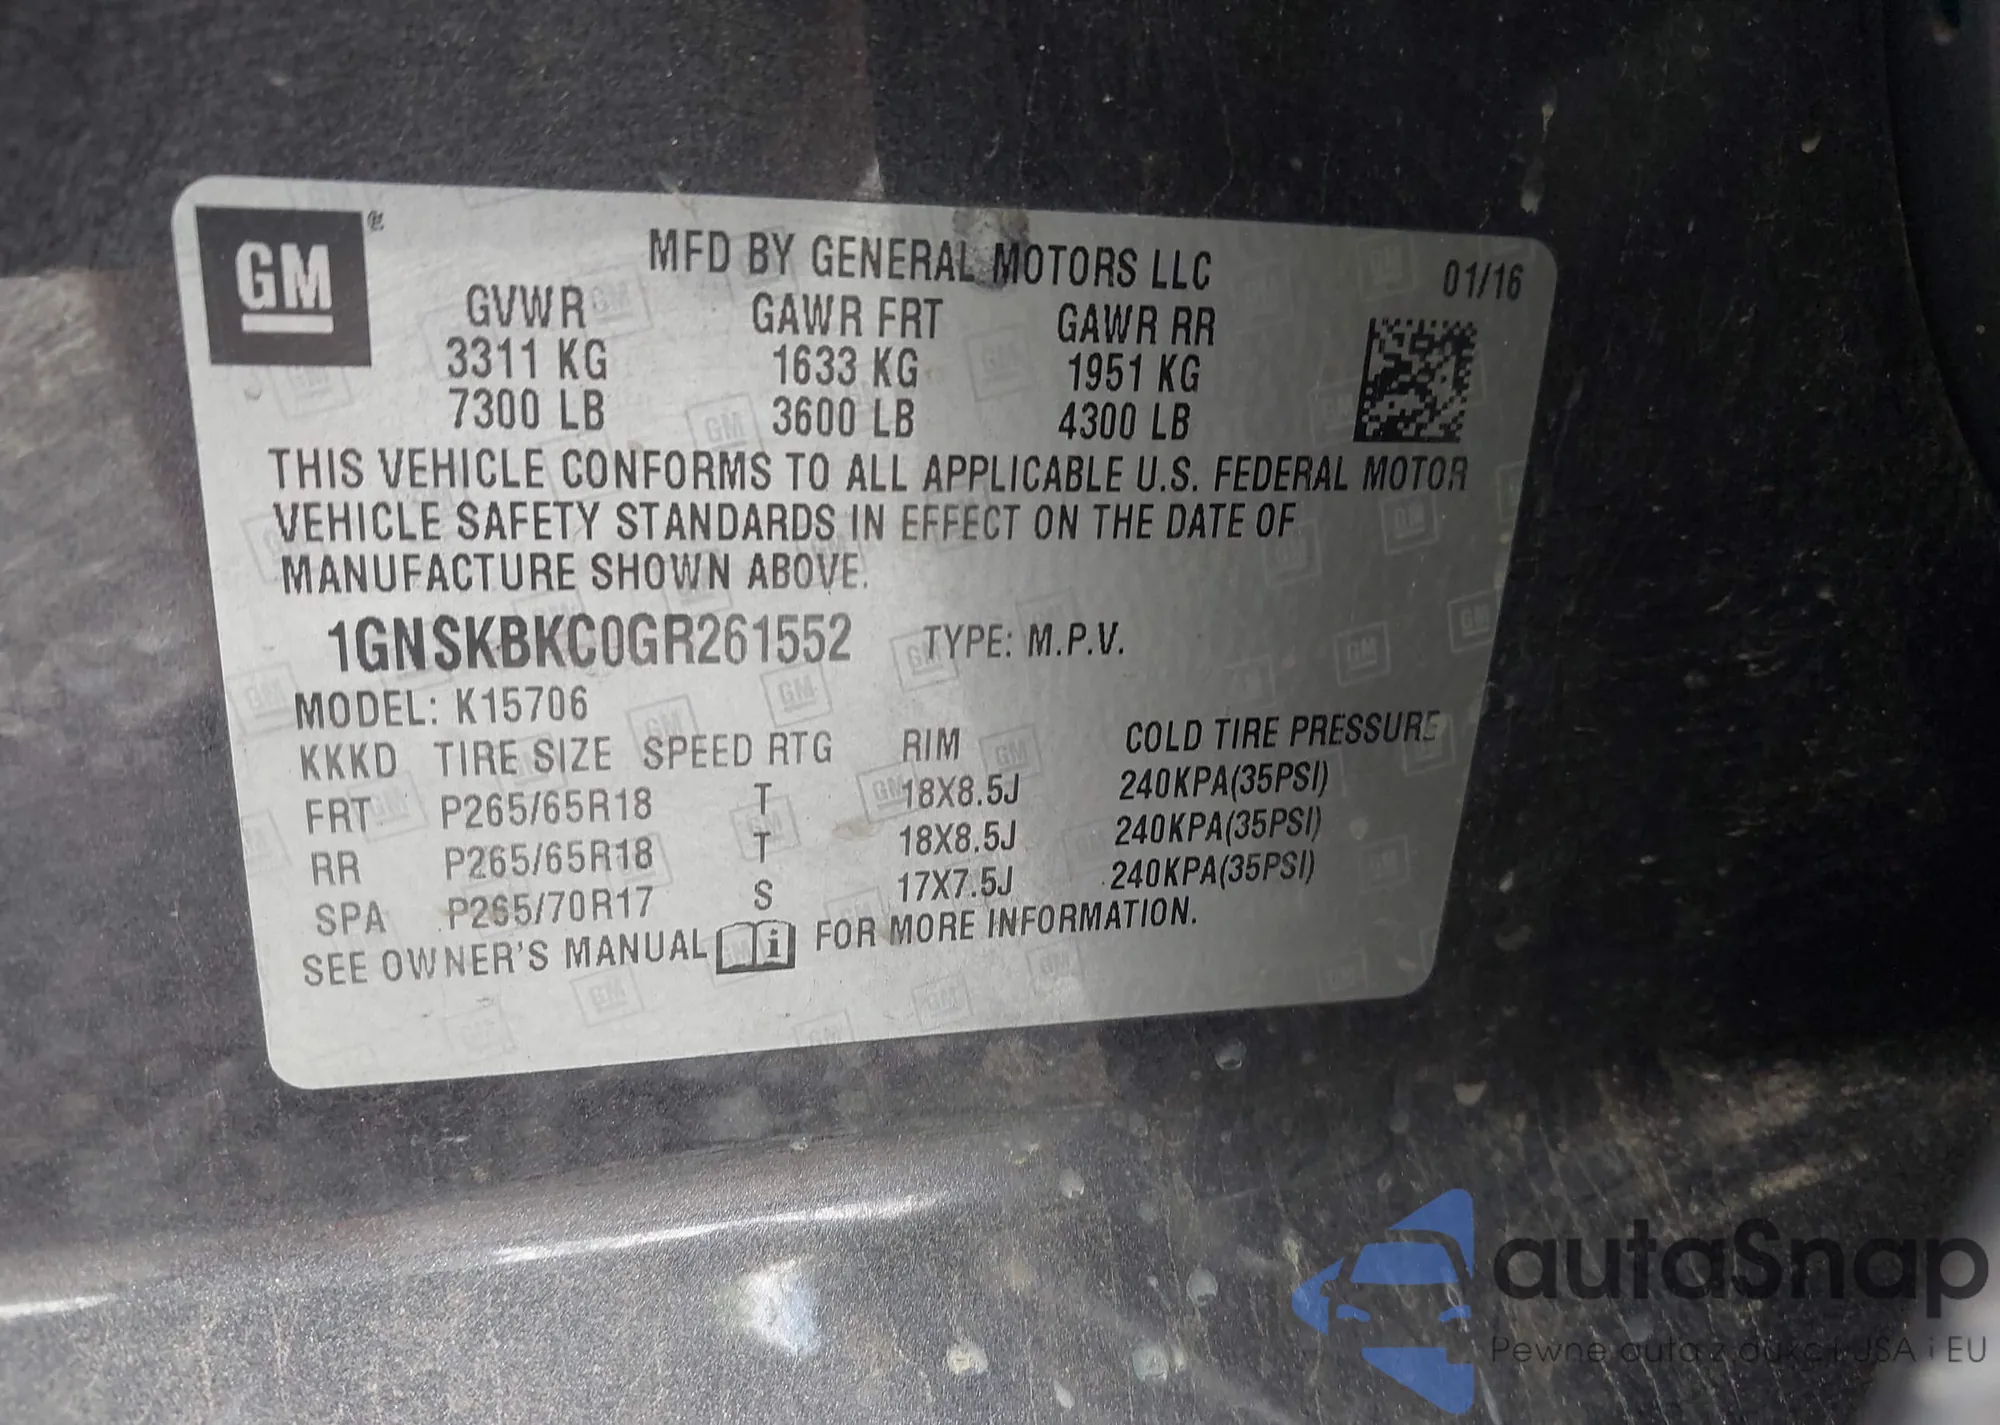 GM ®
MFD BY GENERAL MOTORS LLC 01/16
GVWR GAWR FRT GAWR RR
3311 KG 1633 KG 1951 KG
7300 LB 3600 LB 4300 LB
THIS VEHICLE CONFORMS TO ALL APPLICABLE U.S. FEDERAL MOTOR
VEHICLE SAFETY STANDARDS IN EFFECT ON THE DATE OF
MANUFACTURE SHOWN ABOVE.
1GNSKBKC0GR261552 TYPE: M.P.V.
MODEL: K15706
KKKD TIRE SIZE SPEED RTG RIM COLD TIRE PRESSURE
FRT P265/65R18 T 18X8.5J 240KPA(35PSI)
RR P265/65R18 T 18X8.5J 240KPA(35PSI)
SPA P265/70R17 S 17X7.5J 240KPA(35PSI)
SEE OWNER'S MANUAL i FOR MORE INFORMATION.
autaSnap
Pewne auta z aukcji USA i EU